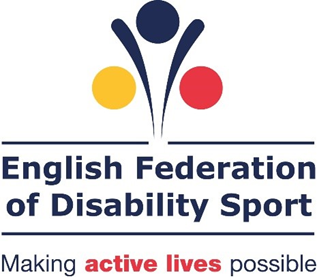 English Federation
of Disability Sport
Making active lives possible